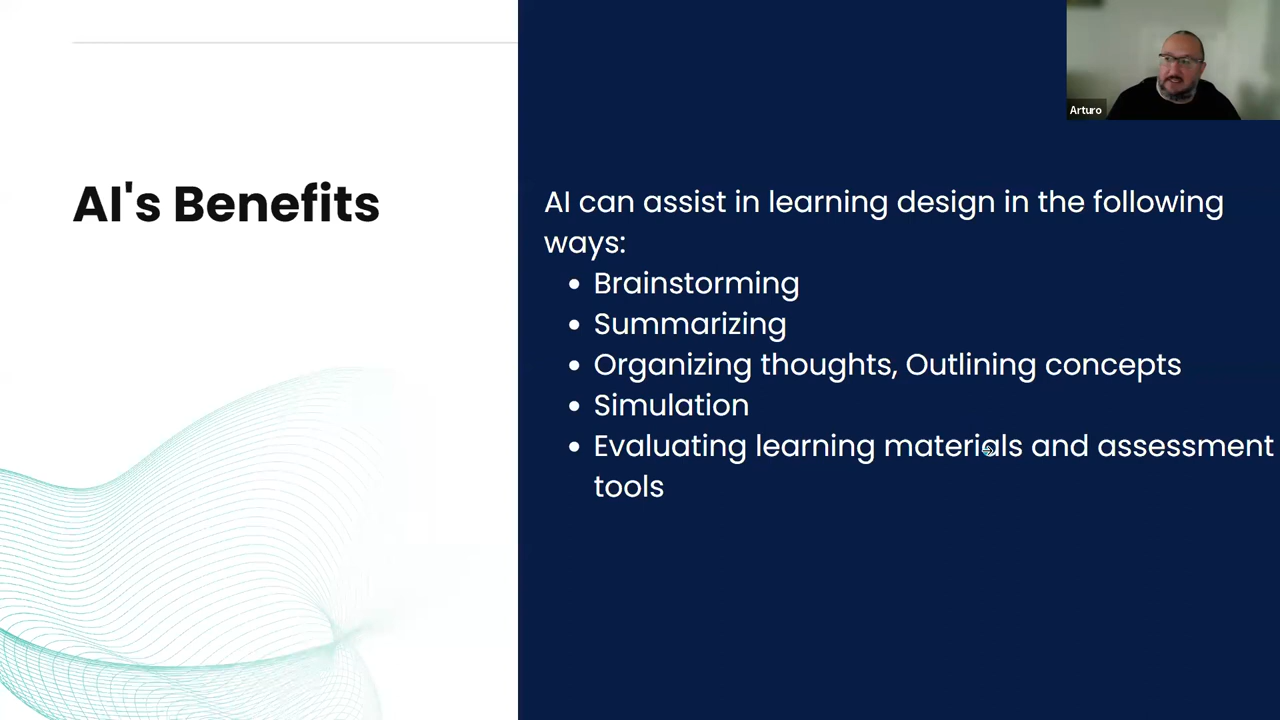 AI's Benefits
AI can assist in learning design in the following
ways:
• Brainstorming
• Summarizing
• Organizing thoughts, Outlining concepts
• Simulation
• Evaluating learning materials and assessment
tools
Arturo